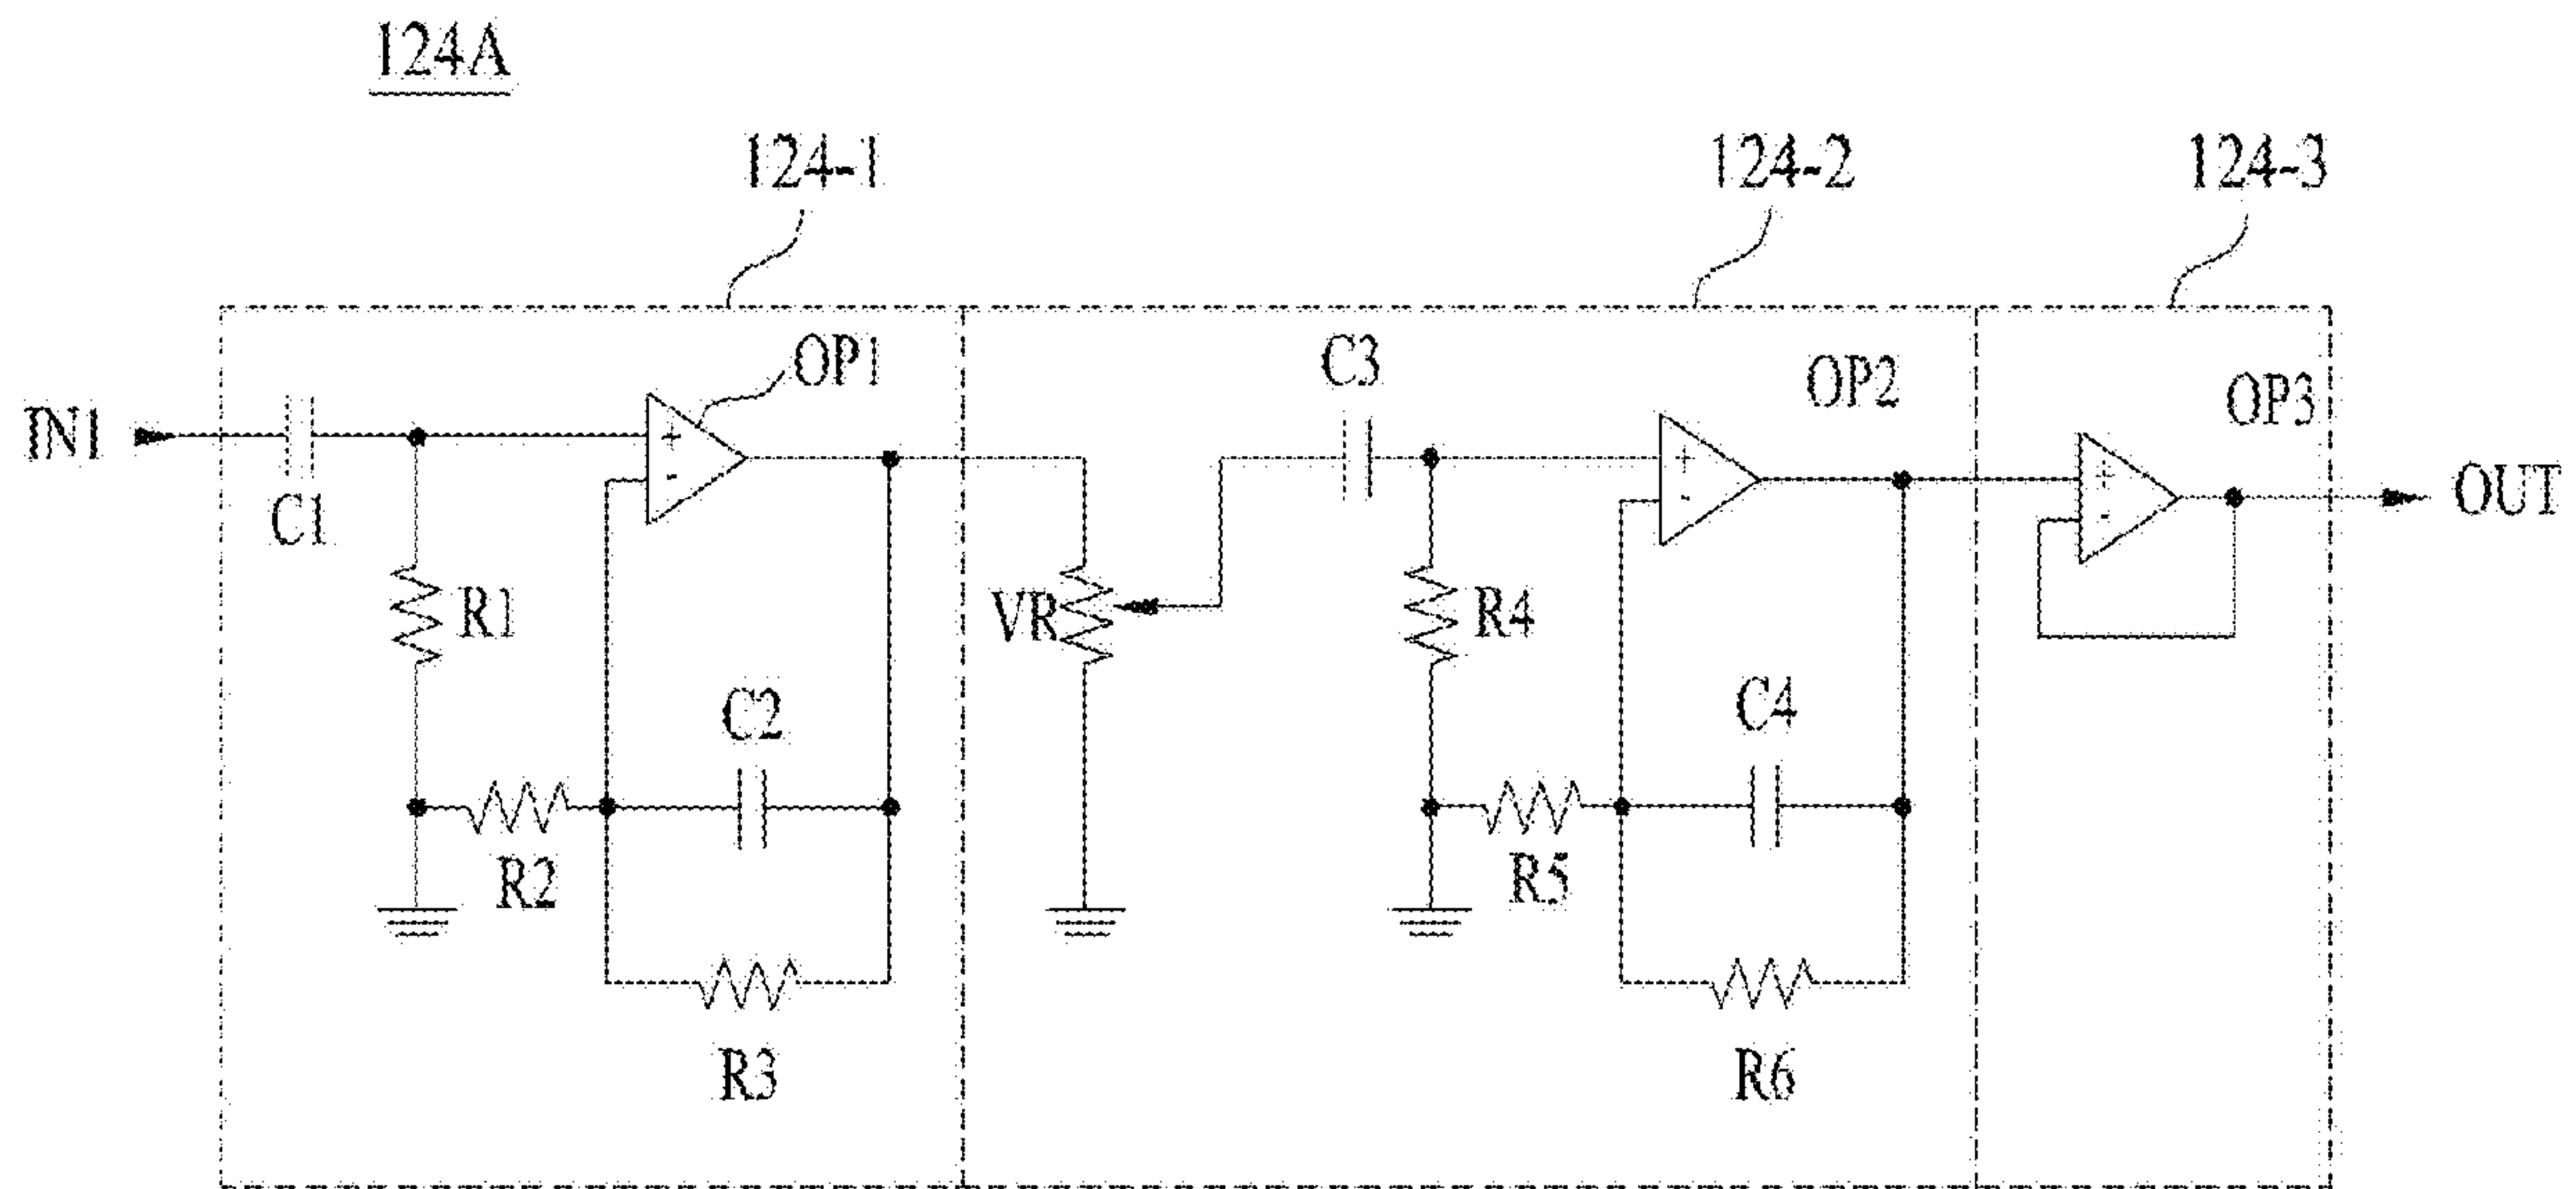 124A
124-1
124-2
124-3
OP1
C3
OP2
OP3
IN1
+
-
+
-
+
-
OUT
C1
R1
VR
R4
C2
C4
R2
R5
R3
R6